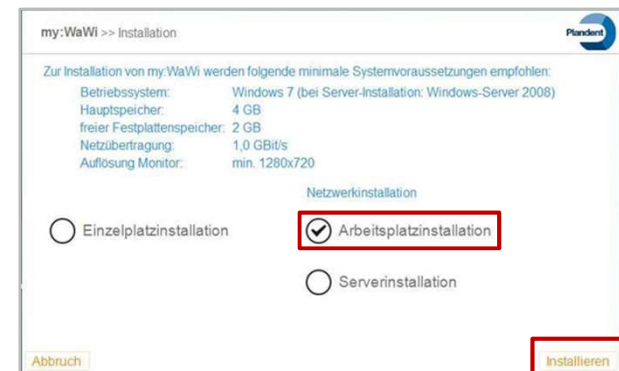 my:WaWi >> Installation
Plandent
Zur Installation von my:WaWi werden folgende minimale Systemvoraussetzungen empfohlen:
Betriebssystem: Windows 7 (bei Server-Installation: Windows-Server 2008)
Hauptspeicher: 4 GB
freier Festplattenspeicher: 2 GB
Netzübertragung: 1,0 GBit/s
Auflösung Monitor: min. 1280x720
Netzwerkinstallation
Einzelplatzinstallation Arbeitsplatzinstallation
Serverinstallation
Abbruch Installieren